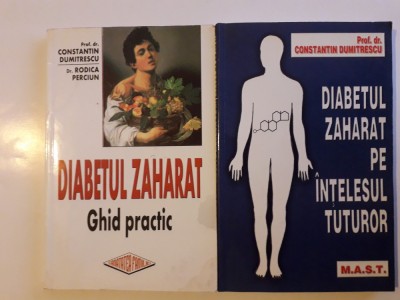 Prof. dr.
CONSTANTIN
DUMITRESCU
Dr. RODICA
PERCIUN
DIABETUL ZAHARAT
Ghid practic
Prof. dr.
CONSTANTIN DUMITRESCU
DIABETUL
ZAHARAT
PE
ÎNȚELESUL
TUTUROR
M.A.S.T.